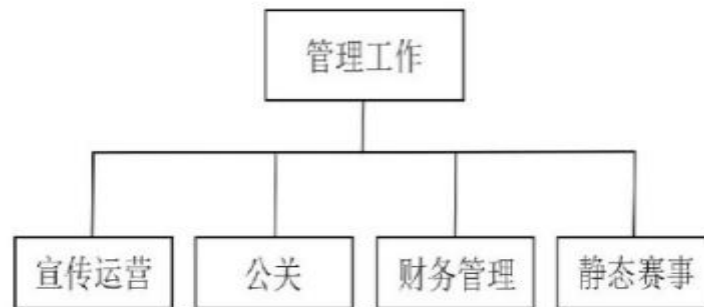 管理工作
宣传运营
公关
财务管理
静态赛事